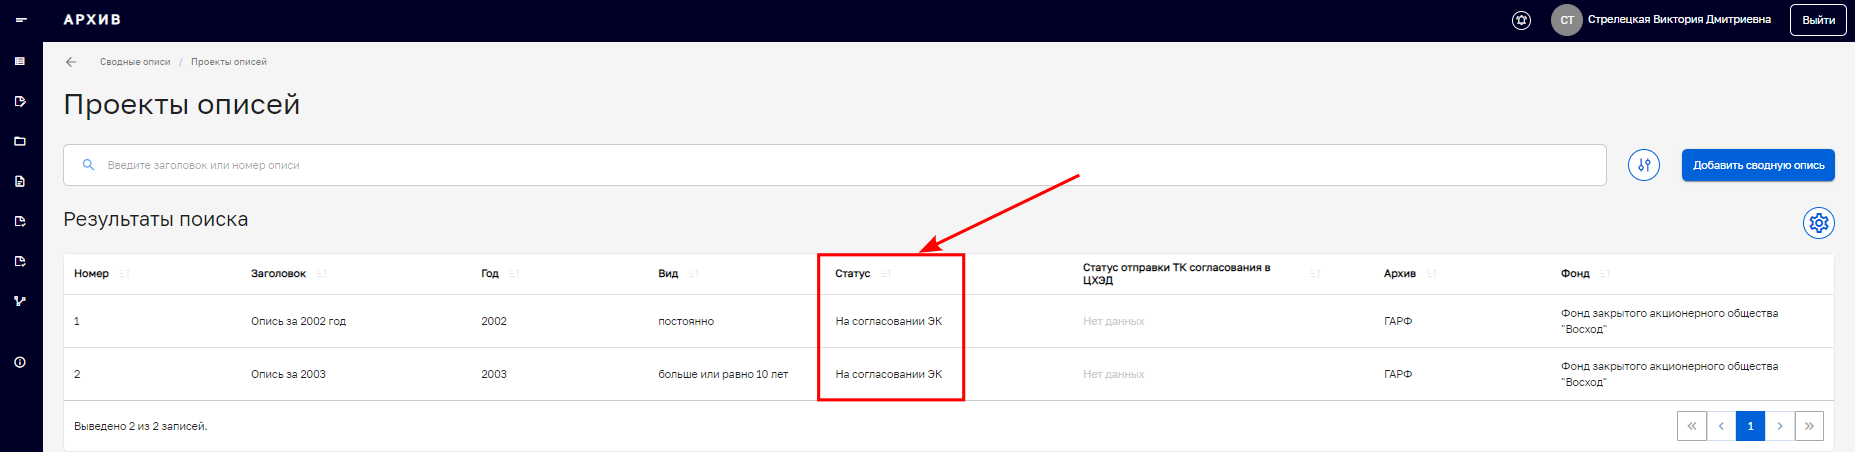 АРХИВ
СТ Стрелецкая Виктория Дмитриевна Выйти
Сводные описи / Проекты описей
Проекты описей
Введите заголовок или номер описи
Добавить сводную опись
Результаты поиска
Номер Заголовок Год Вид Статус Статус отправки ТК согласования в ЦХЭД Архив Фонд
1 Опись за 2002 год 2002 постоянно На согласовании ЭК Нет данных ГАРФ Фонд закрытого акционерного общества "Восход"
2 Опись за 2003 2003 больше или равно 10 лет На согласовании ЭК Нет данных ГАРФ Фонд закрытого акционерного общества "Восход"
Выведено 2 из 2 записей.
« ‹ 1 › »